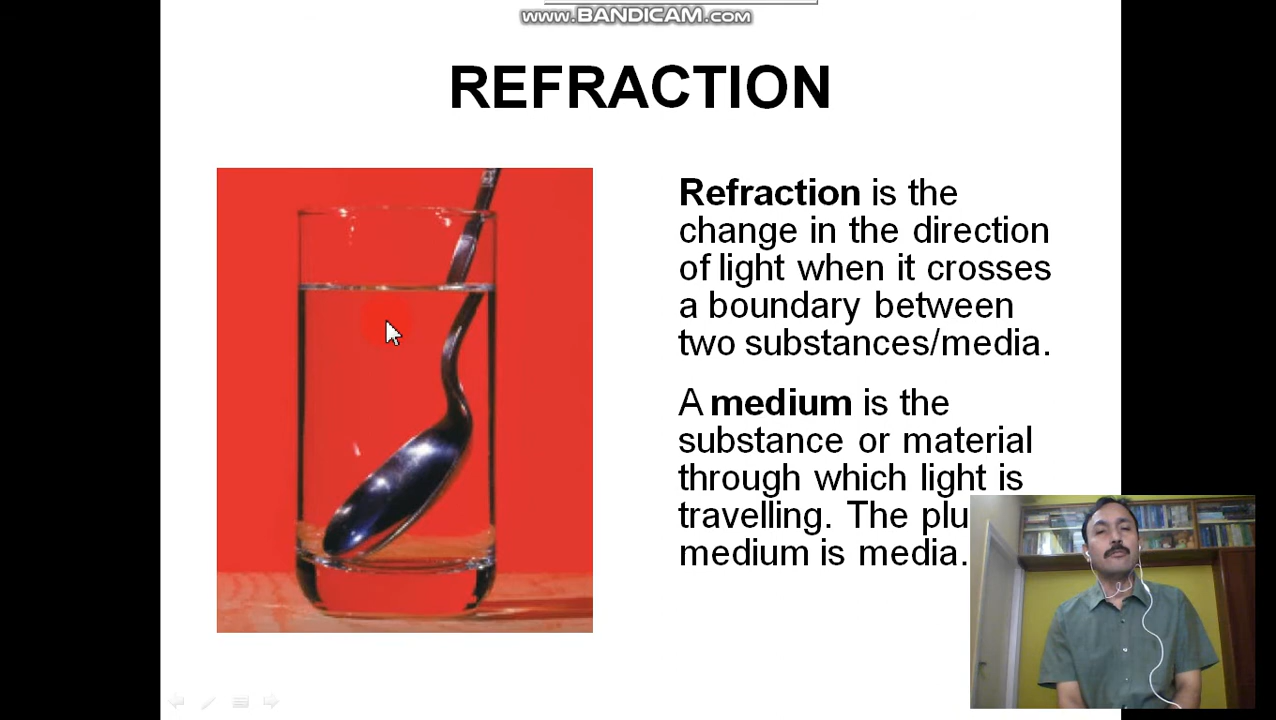 www.BANDICAM.com
REFRACTION
Refraction is the
change in the direction
of light when it crosses
a boundary between
two substances/media.
A medium is the
substance or material
through which light is
travelling. The plu
medium is media.